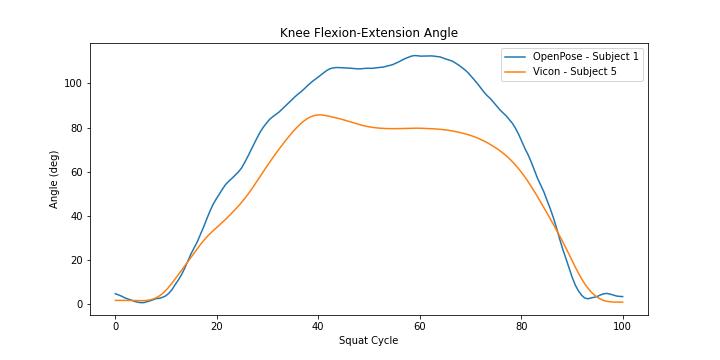 Knee Flexion-Extension Angle
OpenPose - Subject 1
Vicon - Subject 5
Angle (deg)
100
80
60
40
20
0
0 20 40 60 80 100
Squat Cycle